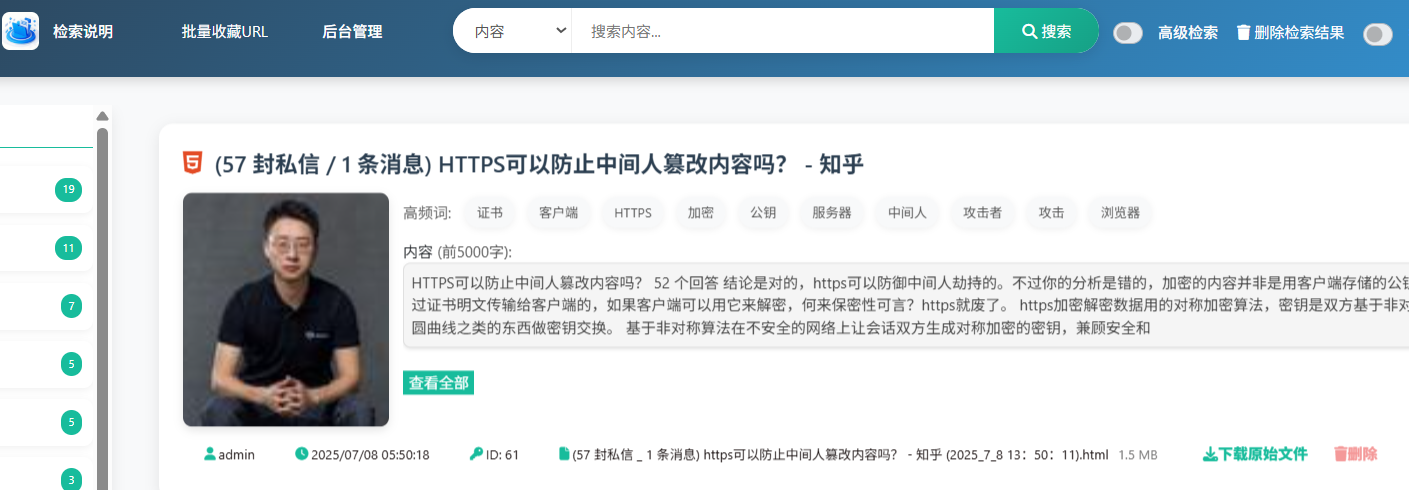 检索说明 批量收藏URL 后台管理 内容 搜索内容... 搜索 高级检索 删除检索结果
19
11
7
5
5
3
(57 封私信 / 1 条消息) HTTPS可以防止中间人篡改内容吗? - 知乎
高频词: 证书 客户端 HTTPS 加密 公钥 服务器 中间人 攻击者 攻击 浏览器
内容 (前5000字):
HTTPS可以防止中间人篡改内容吗? 52 个回答 结论是对的，https可以防御中间人劫持的。不过你的分析是错的，加密的内容并非是用客户端存储的公钥
过证书明文传输给客户端的，如果客户端可以用它来解密，何来保密性可言？https就废了。 https加密解密数据用的对称加密算法，密钥是双方基于非对
圆曲线之类的东西做密钥交换。 基于非对称算法在不安全的网络上让会话双方生成对称加密的密钥，兼顾安全和
查看全部
admin 2025/07/08 05:50:18 ID: 61 (57 封私信 _ 1 条消息) https可以防止中间人篡改内容吗? - 知乎 (2025_7_8 13：50：11).html 1.5 MB 下载原始文件 删除